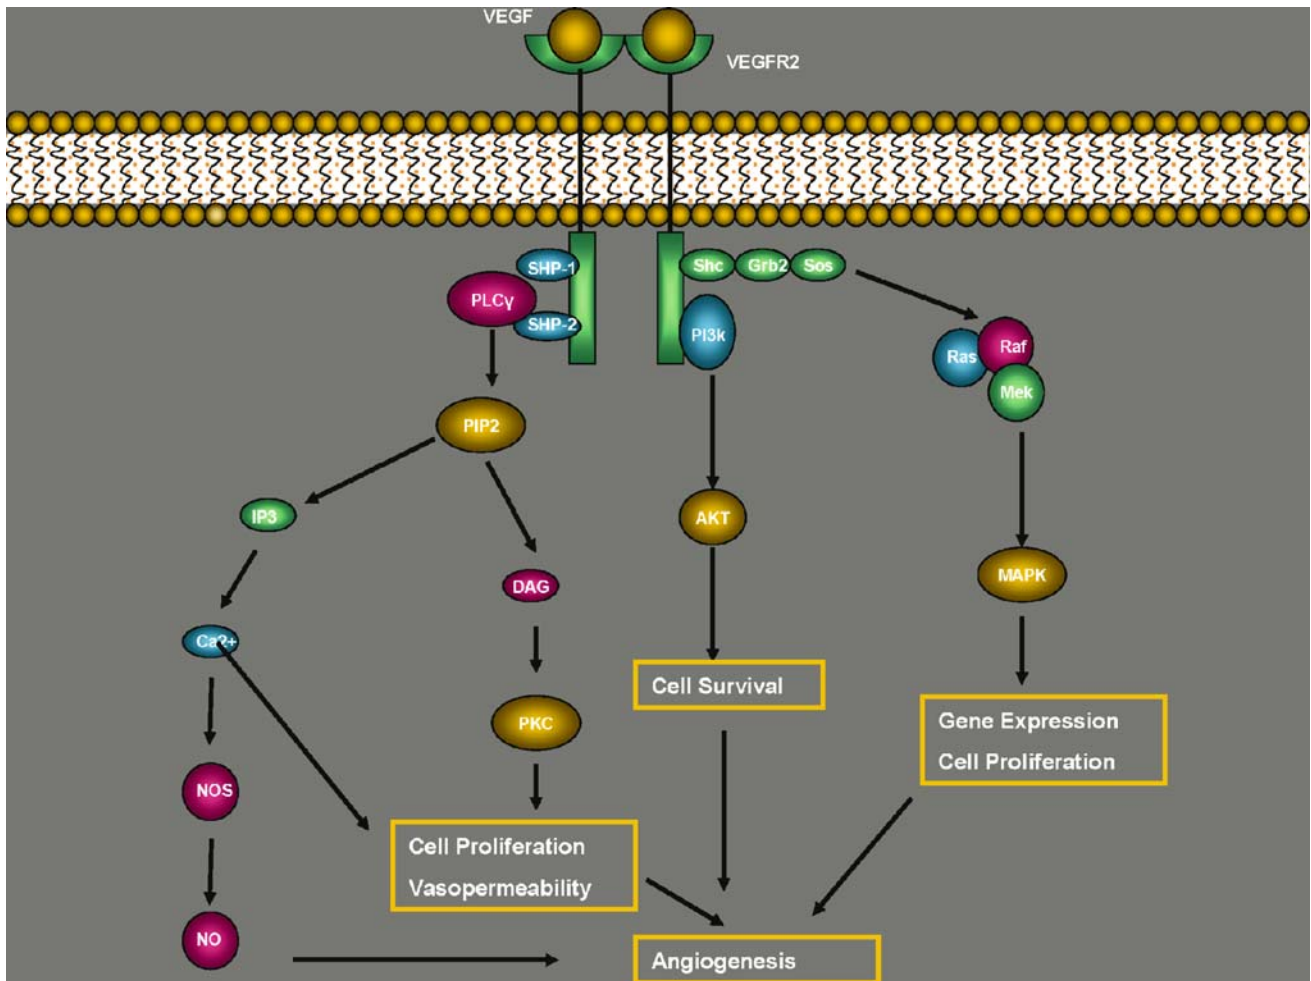 VEGF
VEGFR2
SHP-1
PLCγ
SHP-2
Shc
Grb2
Sos
PI3k
Ras
Raf
Mek
PIP2
IP3
AKT
DAG
MAPK
Ca2+
Cell Survival
PKC
Gene Expression
Cell Proliferation
NOS
Cell Proliferation
Vasopermeability
NO
Angiogenesis